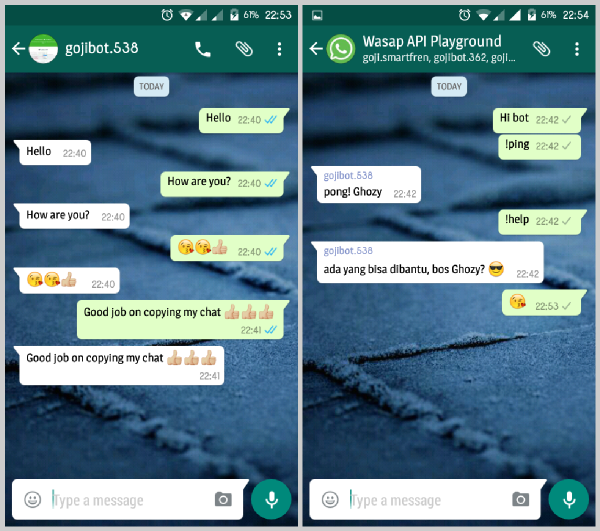 61% 22:53
gojibot.538
TODAY
Hello 22:40
Hello 22:40
How are you? 22:40
How are you? 22:40
😘😘👍 22:40
😘😘👍 22:40
Good job on copying my chat 👍👍👍
22:41
Good job on copying my chat 👍👍👍
22:41
Type a message
61% 22:54
Wasap API Playground
goji.smartfren, gojibot.362, goji...
TODAY
Hi bot 22:42
!ping 22:42
gojibot.538
pong! Ghozy 22:42
!help 22:42
gojibot.538
ada yang bisa dibantu, bos Ghozy? 😎 22:42
😘 22:53
Type a message